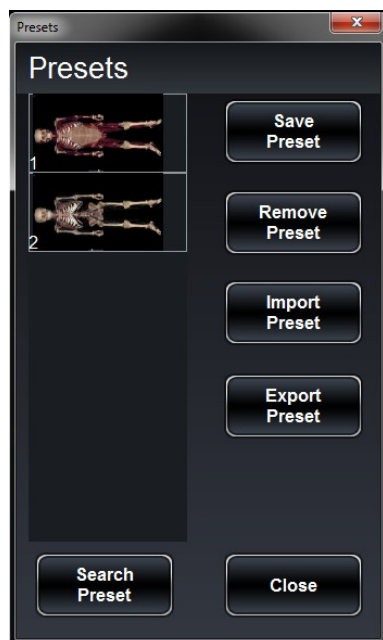 Presets
Presets
1
2
Save
Preset
Remove
Preset
Import
Preset
Export
Preset
Search
Preset
Close